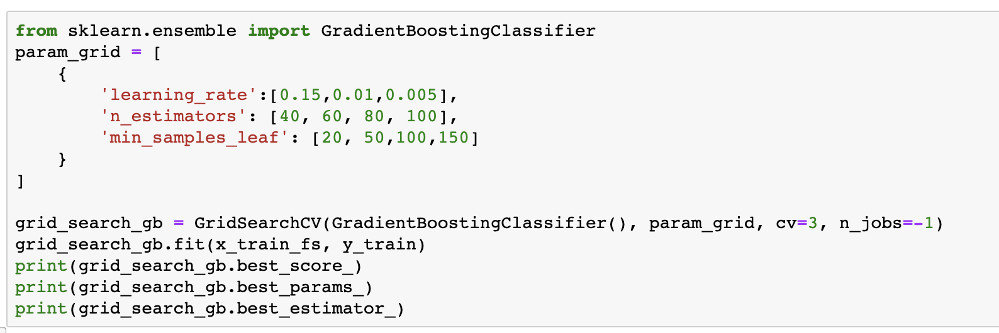 from sklearn.ensemble import GradientBoostingClassifier
param_grid = [
    {
        'learning_rate':[0.15,0.01,0.005],
        'n_estimators': [40, 60, 80, 100],
        'min_samples_leaf': [20, 50,100,150]
    }
]
grid_search_gb = GridSearchCV(GradientBoostingClassifier(), param_grid, cv=3, n_jobs=-1)
grid_search_gb.fit(x_train_fs, y_train)
print(grid_search_gb.best_score_)
print(grid_search_gb.best_params_)
print(grid_search_gb.best_estimator_)